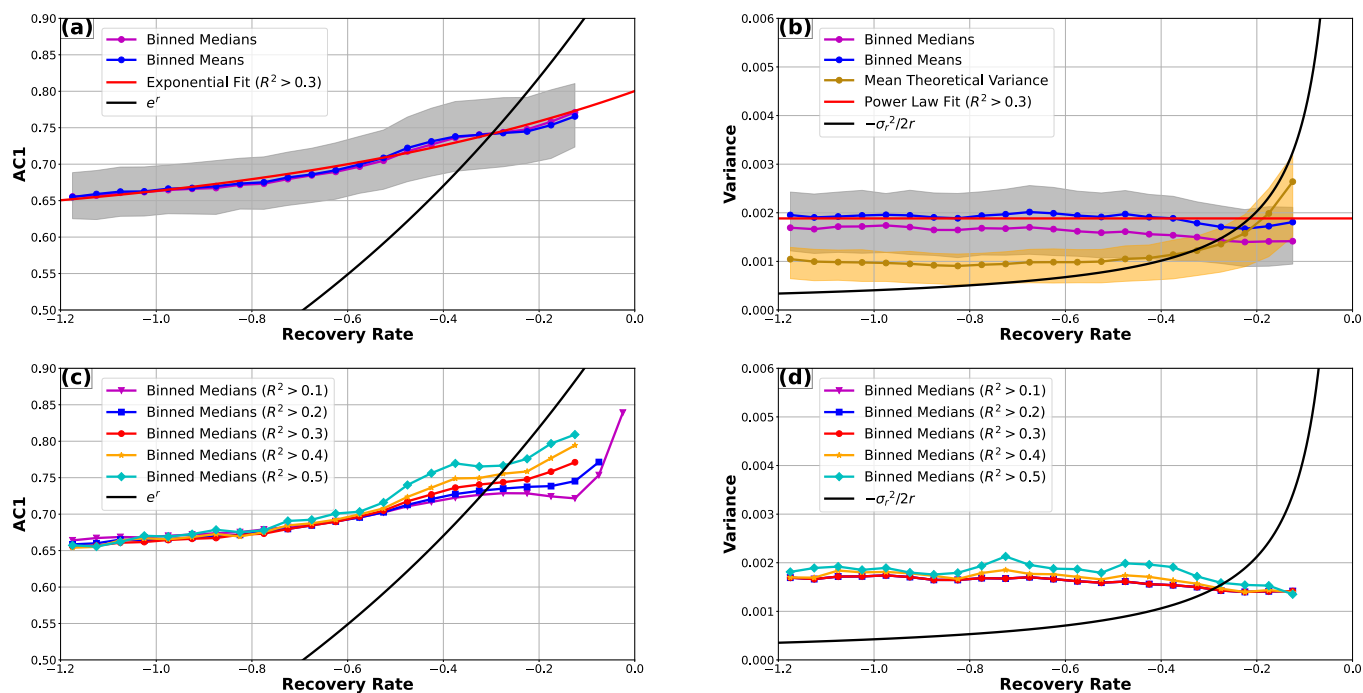 (a)
Binned Medians
Binned Means
Exponential Fit (R² > 0.3)
eʳ
0.90
0.85
0.80
0.75
0.70
0.65
0.60
0.55
0.50
AC1
−1.2 −1.0 −0.8 −0.6 −0.4 −0.2 0.0
Recovery Rate
(b)
Binned Medians
Binned Means
Mean Theoretical Variance
Power Law Fit (R² > 0.3)
−σᵣ²/2r
0.006
0.005
0.004
0.003
0.002
0.001
0.000
Variance
−1.2 −1.0 −0.8 −0.6 −0.4 −0.2 0.0
Recovery Rate
(c)
Binned Medians (R² > 0.1)
Binned Medians (R² > 0.2)
Binned Medians (R² > 0.3)
Binned Medians (R² > 0.4)
Binned Medians (R² > 0.5)
eʳ
0.90
0.85
0.80
0.75
0.70
0.65
0.60
0.55
0.50
AC1
−1.2 −1.0 −0.8 −0.6 −0.4 −0.2 0.0
Recovery Rate
(d)
Binned Medians (R² > 0.1)
Binned Medians (R² > 0.2)
Binned Medians (R² > 0.3)
Binned Medians (R² > 0.4)
Binned Medians (R² > 0.5)
−σᵣ²/2r
0.006
0.005
0.004
0.003
0.002
0.001
0.000
Variance
−1.2 −1.0 −0.8 −0.6 −0.4 −0.2 0.0
Recovery Rate